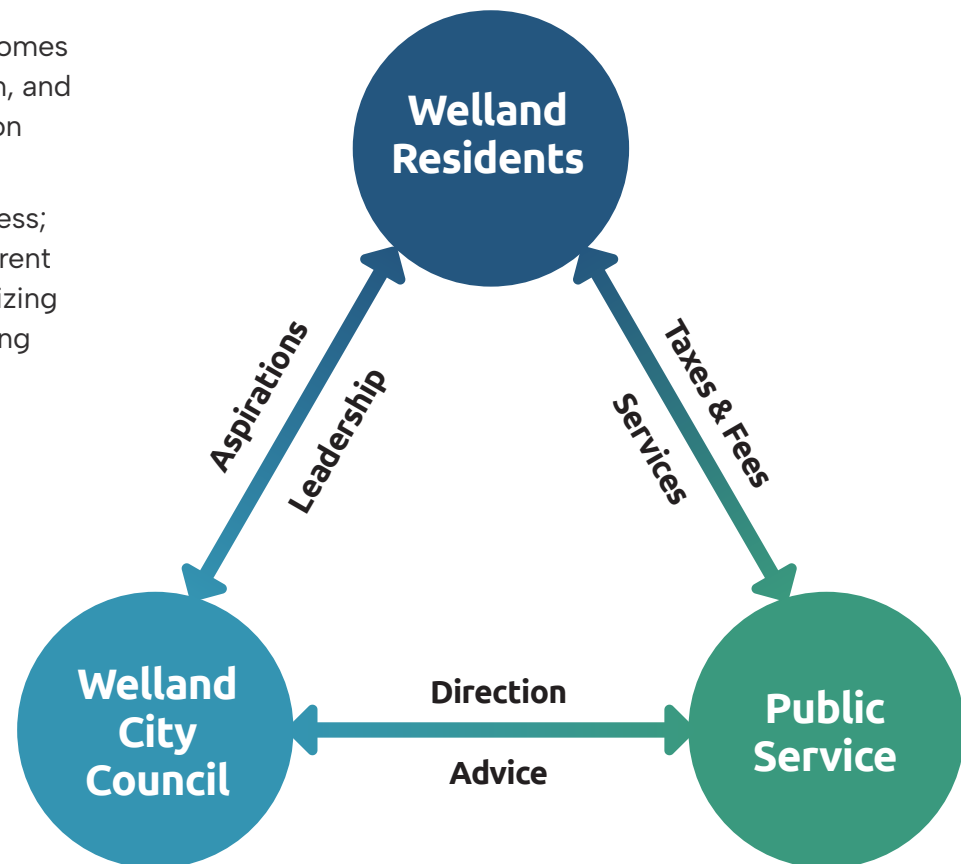 omes
n, and
on
ess;
rent
izing
ng
Welland
Residents
Aspirations
Leadership
Taxes & Fees
Services
Welland
City
Council
Direction
Advice
Public
Service